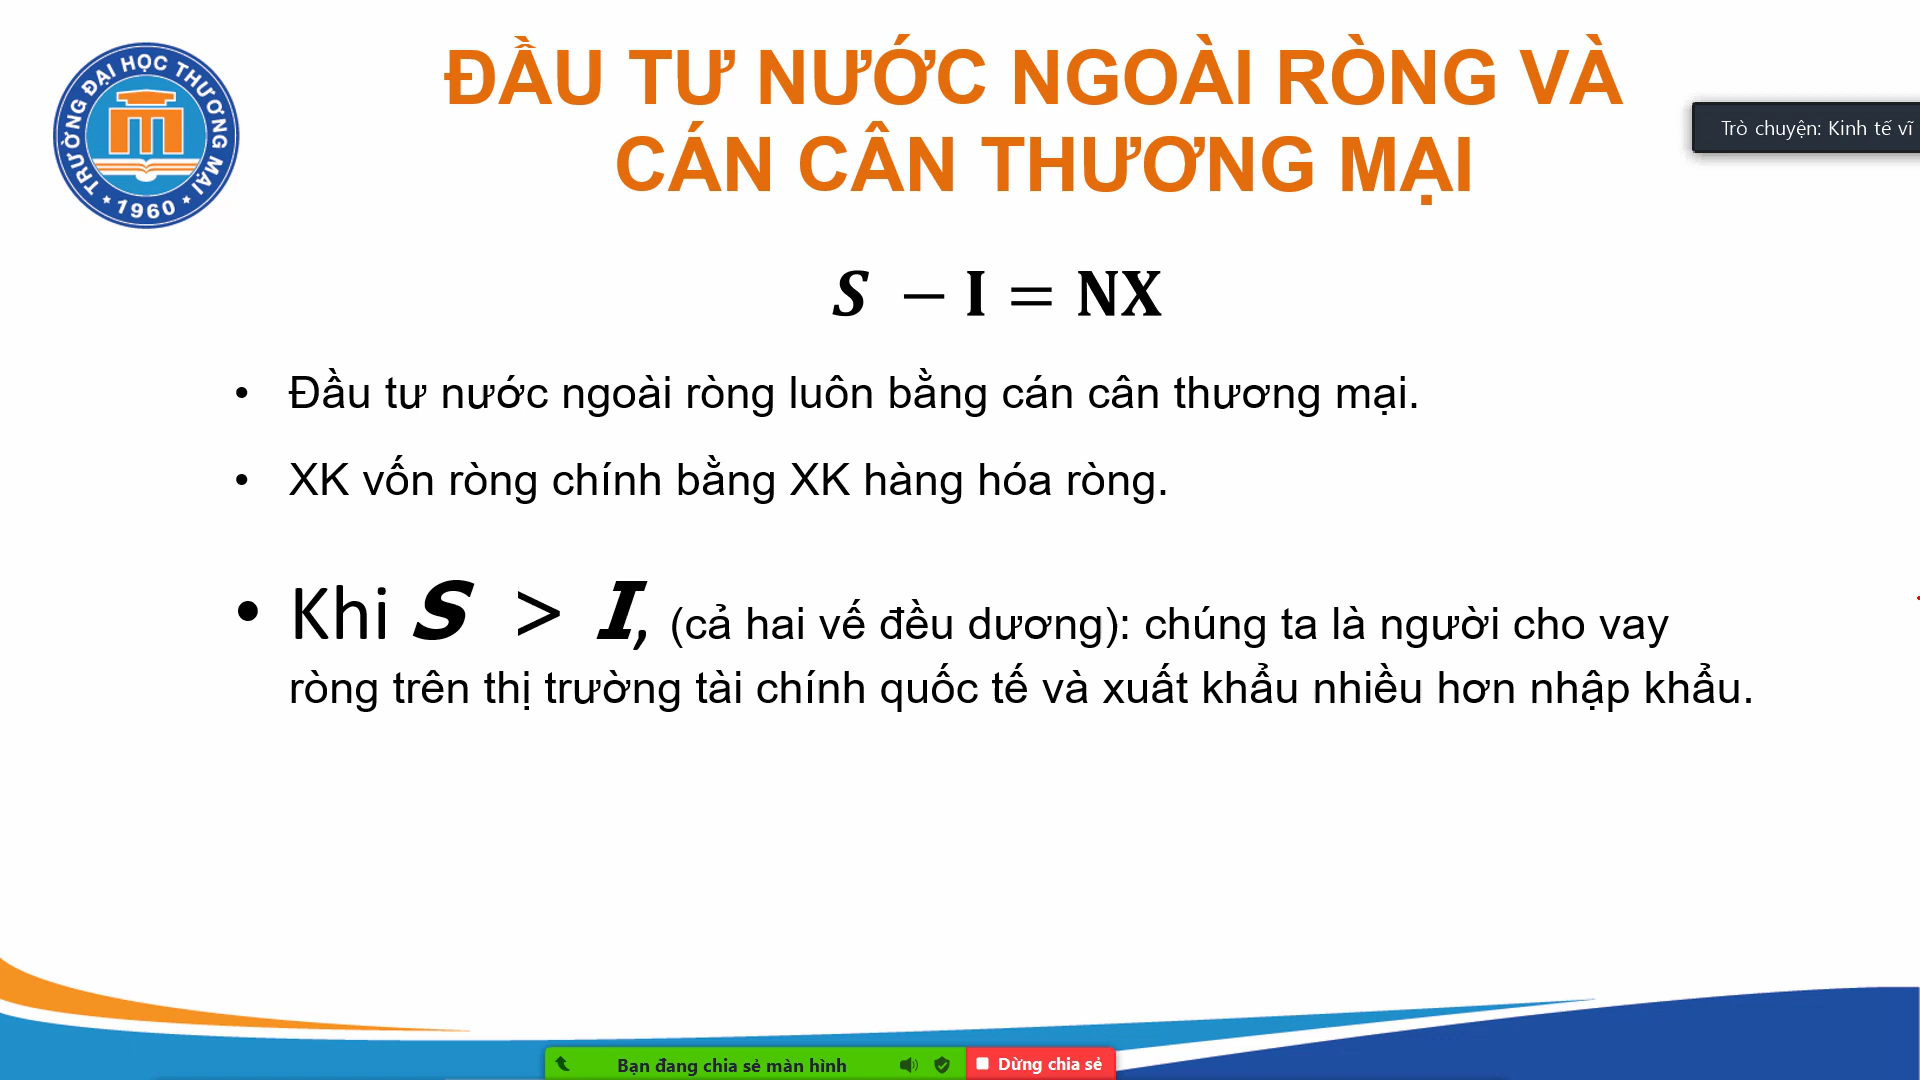 TRƯỜNG ĐẠI HỌC THƯƠNG MẠI
1960
ĐẦU TƯ NƯỚC NGOÀI RÒNG VÀ
CÁN CÂN THƯƠNG MẠI
Trò chuyện: Kinh tế vĩ
S – I = NX
• Đầu tư nước ngoài ròng luôn bằng cán cân thương mại.
• XK vốn ròng chính bằng XK hàng hóa ròng.
• Khi S > I, (cả hai vế đều dương): chúng ta là người cho vay
ròng trên thị trường tài chính quốc tế và xuất khẩu nhiều hơn nhập khẩu.
Bạn đang chia sẻ màn hình
Dừng chia sẻ